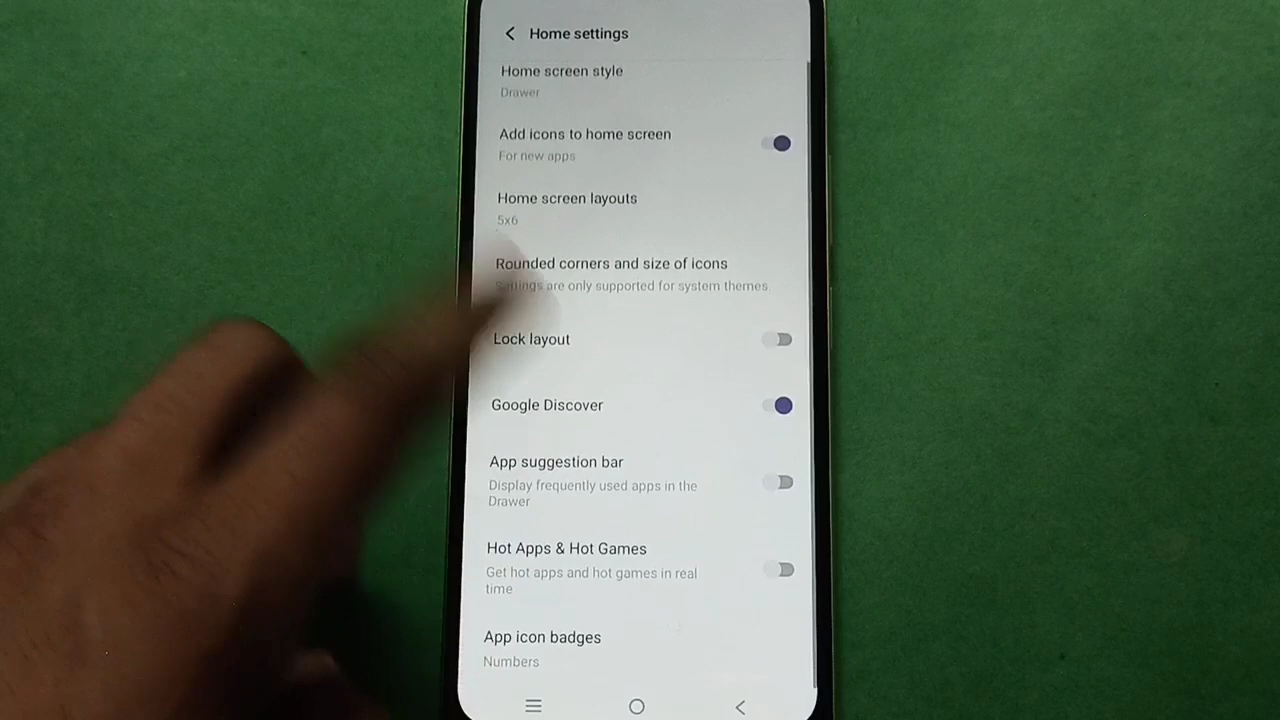 Home settings
Home screen style
Drawer
Add icons to home screen
For new apps
Home screen layouts
5x6
Rounded corners and size of icons
Settings are only supported for system themes
Lock layout
Google Discover
App suggestion bar
Display frequently used apps in the
Drawer
Hot Apps & Hot Games
Get hot apps and hot games in real
time
App icon badges
Numbers